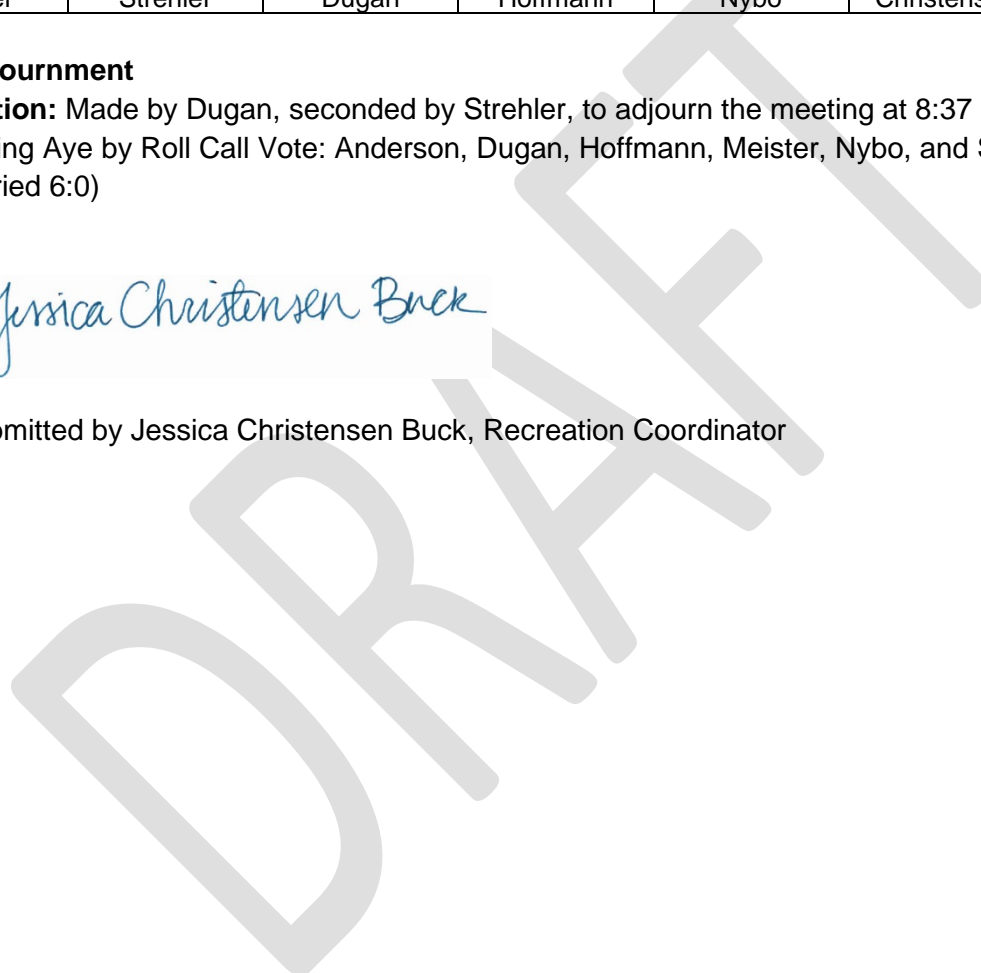 er Strehler Dugan Hoffmann Nybo Christens
ournment
tion: Made by Dugan, seconded by Strehler, to adjourn the meeting at 8:37
ing Aye by Roll Call Vote: Anderson, Dugan, Hoffmann, Meister, Nybo, and S
ried 6:0)
Jessica Christensen Buck
omitted by Jessica Christensen Buck, Recreation Coordinator
DRAFT